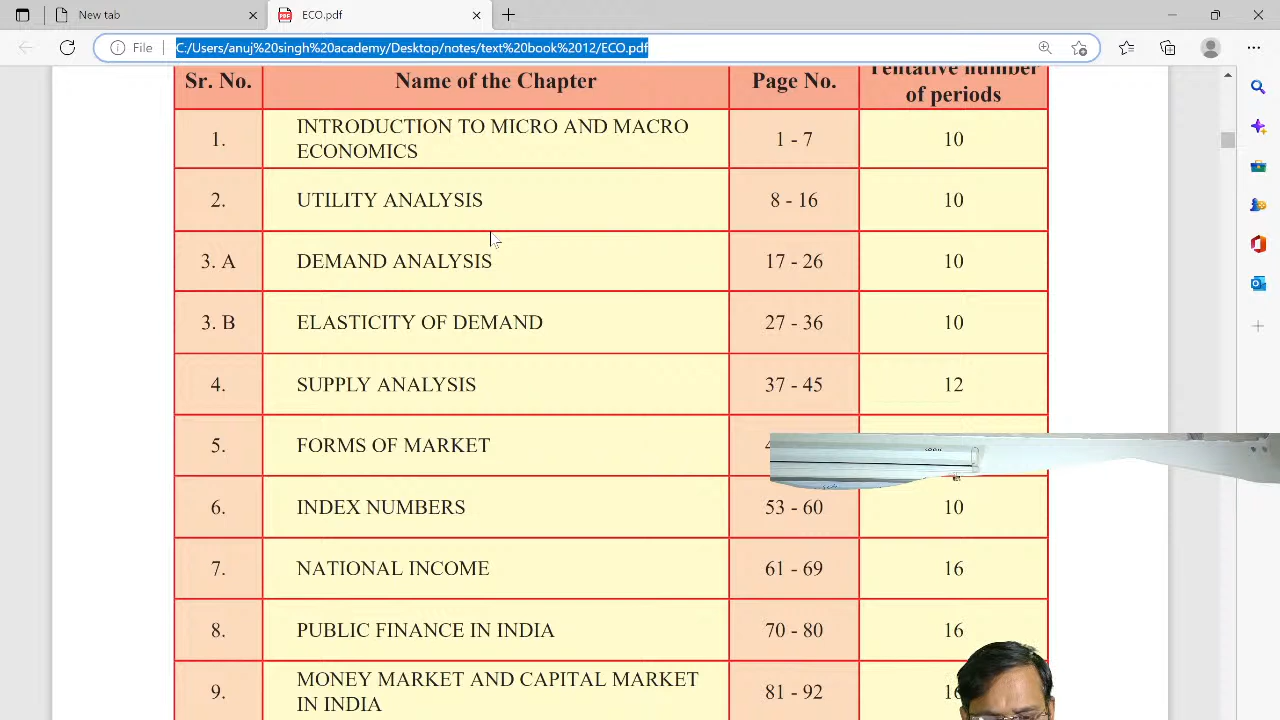 New tab
ECO.pdf
File
C:/Users/anuj%20singh%20academy/Desktop/notes/text%20book%2012/ECO.pdf
Sr. No. Name of the Chapter Page No. Tentative number
of periods
1. INTRODUCTION TO MICRO AND MACRO
ECONOMICS 1 - 7 10
2. UTILITY ANALYSIS 8 - 16 10
3. A DEMAND ANALYSIS 17 - 26 10
3. B ELASTICITY OF DEMAND 27 - 36 10
4. SUPPLY ANALYSIS 37 - 45 12
5. FORMS OF MARKET
6. INDEX NUMBERS 53 - 60 10
7. NATIONAL INCOME 61 - 69 16
8. PUBLIC FINANCE IN INDIA 70 - 80 16
9. MONEY MARKET AND CAPITAL MARKET
IN INDIA 81 - 92